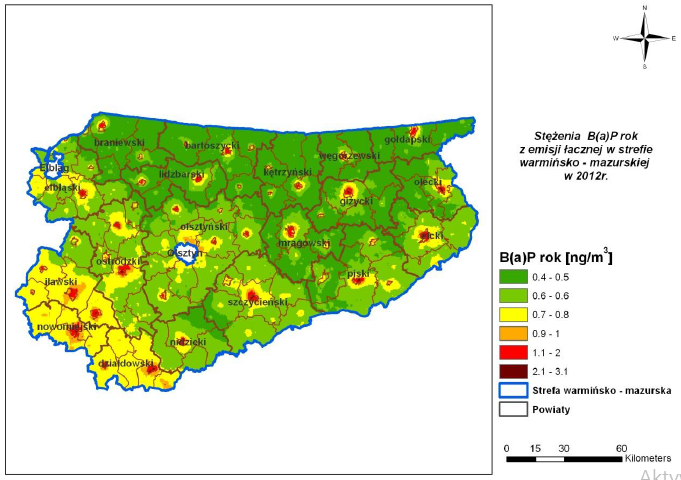 N
W E
S
Stężenia B(a)P rok
z emisji łacznej w strefie
warmińsko - mazurskiej
w 2012r.
braniewski
bartoszycki
gołdapski
węgorzewski
Elbląg
elbląski
lidzbarski
kętrzyński
olecki
giżycki
olsztyński
ełcki
mrągowski
Olsztyn
ostródzki
piski
iławski
szczycieński
nowomiejski
nidzicki
działdowski
B(a)P rok [ng/m³]
0.4 - 0.5
0.6 - 0.6
0.7 - 0.8
0.9 - 1
1.1 - 2
2.1 - 3.1
Strefa warmińsko - mazurska
Powiaty
0 15 30 60
Kilometers
Aktyw